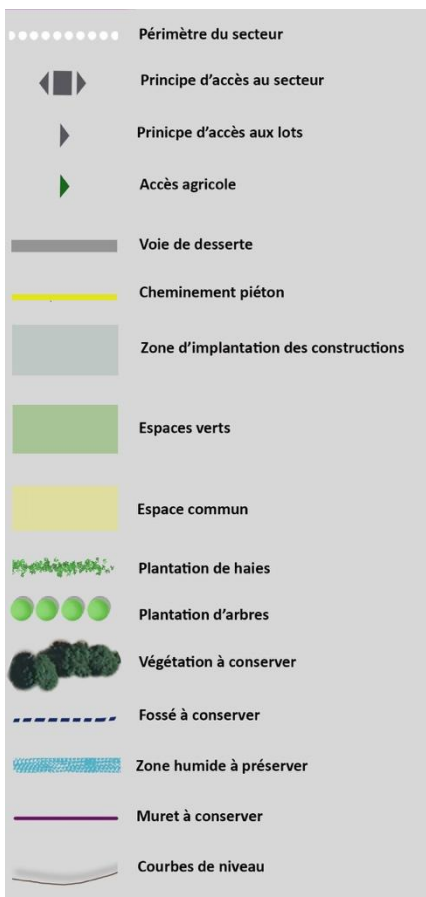 Périmètre du secteur
Principe d'accès au secteur
Prinicpe d'accès aux lots
Accès agricole
Voie de desserte
Cheminement piéton
Zone d'implantation des constructions
Espaces verts
Espace commun
Plantation de haies
Plantation d'arbres
Végétation à conserver
Fossé à conserver
Zone humide à préserver
Muret à conserver
Courbes de niveau